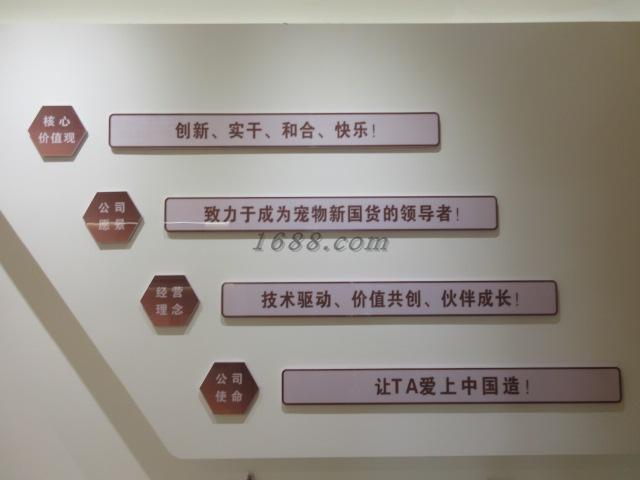 核心
价值观
创新、实干、和合、快乐!
公司
愿景
致力于成为宠物新国货的领导者!
1688.com
经营
理念
技术驱动、价值共创、伙伴成长!
公司
使命
让TA爱上中国造!